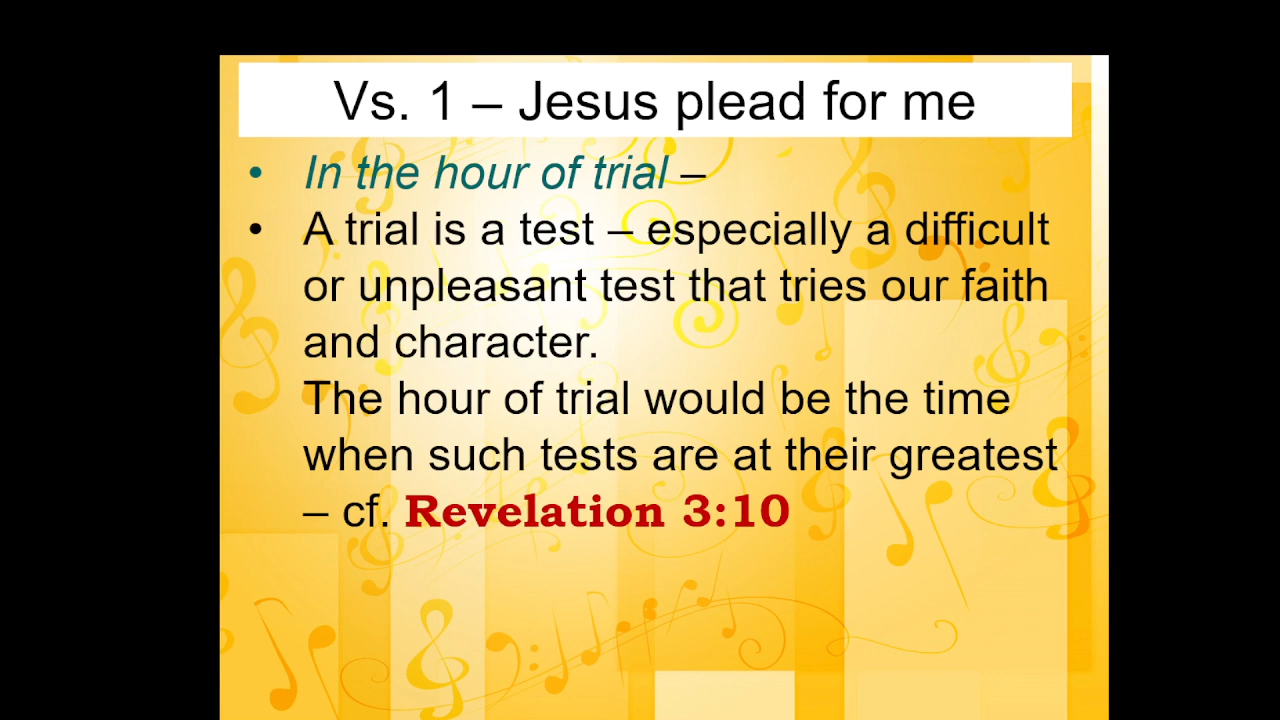 Vs. 1 – Jesus plead for me
• In the hour of trial –
• A trial is a test – especially a difficult
or unpleasant test that tries our faith
and character.
The hour of trial would be the time
when such tests are at their greatest
– cf. Revelation 3:10